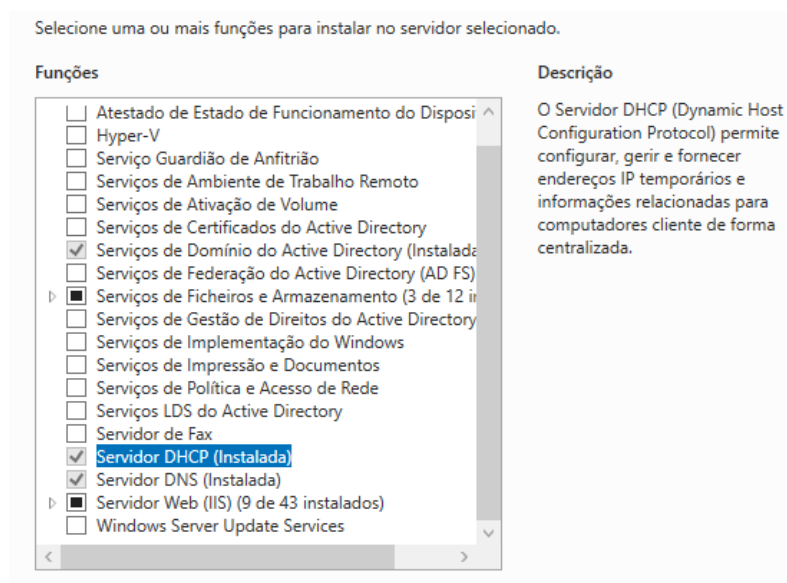 Selecione uma ou mais funções para instalar no servidor selecionado.
Funções
Atestado de Estado de Funcionamento do Disposi
Hyper-V
Serviço Guardião de Anfitrião
Serviços de Ambiente de Trabalho Remoto
Serviços de Ativação de Volume
Serviços de Certificados do Active Directory
Serviços de Domínio do Active Directory (Instalada
Serviços de Federação do Active Directory (AD FS)
Serviços de Ficheiros e Armazenamento (3 de 12 in
Serviços de Gestão de Direitos do Active Directory
Serviços de Implementação do Windows
Serviços de Impressão e Documentos
Serviços de Política e Acesso de Rede
Serviços LDS do Active Directory
Servidor de Fax
Servidor DHCP (Instalada)
Servidor DNS (Instalada)
Servidor Web (IIS) (9 de 43 instalados)
Windows Server Update Services
Descrição
O Servidor DHCP (Dynamic Host
Configuration Protocol) permite
configurar, gerir e fornecer
endereços IP temporários e
informações relacionadas para
computadores cliente de forma
centralizada.